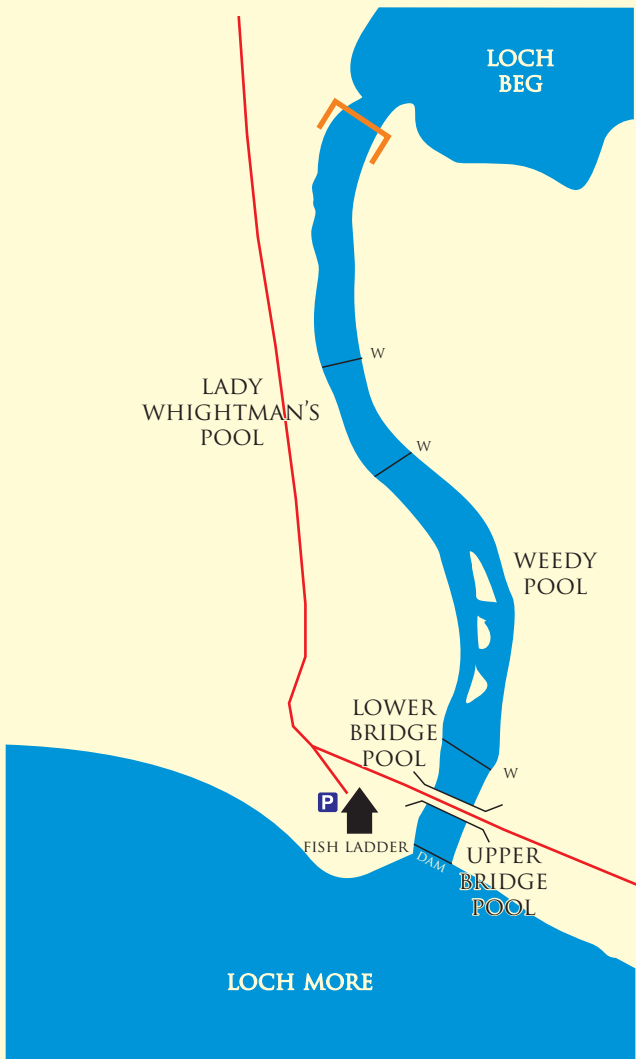 LOCH
BEG
W
LADY
WHIGHTMAN'S
POOL
W
WEEDY
POOL
LOWER
BRIDGE
POOL
W
P
FISH LADDER
DAM
UPPER
BRIDGE
POOL
LOCH MORE